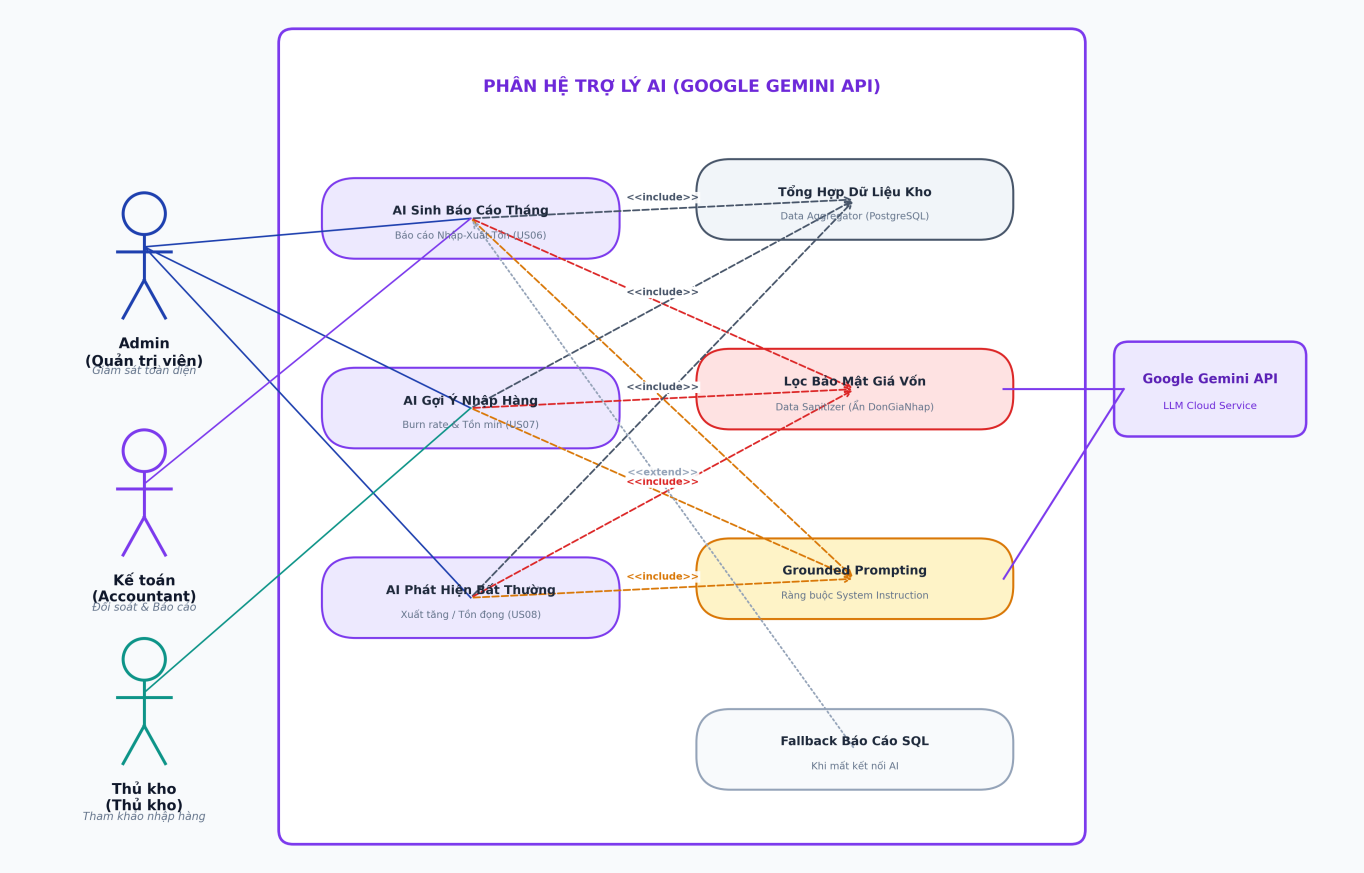 PHÂN HỆ TRỢ LÝ AI (GOOGLE GEMINI API)
Admin
(Quản trị viên)
Giám sát toàn diện
Kế toán
(Accountant)
Đối soát & Báo cáo
Thủ kho
(Thủ kho)
Tham khảo nhập hàng
AI Sinh Báo Cáo Tháng
Báo cáo Nhập-Xuất-Tồn (US06)
AI Gợi Ý Nhập Hàng
Burn rate & Tồn min (US07)
AI Phát Hiện Bất Thường
Xuất tăng / Tồn đọng (US08)
<<include>>
<<include>>
<<include>>
<<extend>>
<<include>>
<<include>>
Tổng Hợp Dữ Liệu Kho
Data Aggregator (PostgreSQL)
Lọc Bảo Mật Giá Vốn
Data Sanitizer (Ẩn DonGiaNhap)
Grounded Prompting
Ràng buộc System Instruction
Fallback Báo Cáo SQL
Khi mất kết nối AI
Google Gemini API
LLM Cloud Service